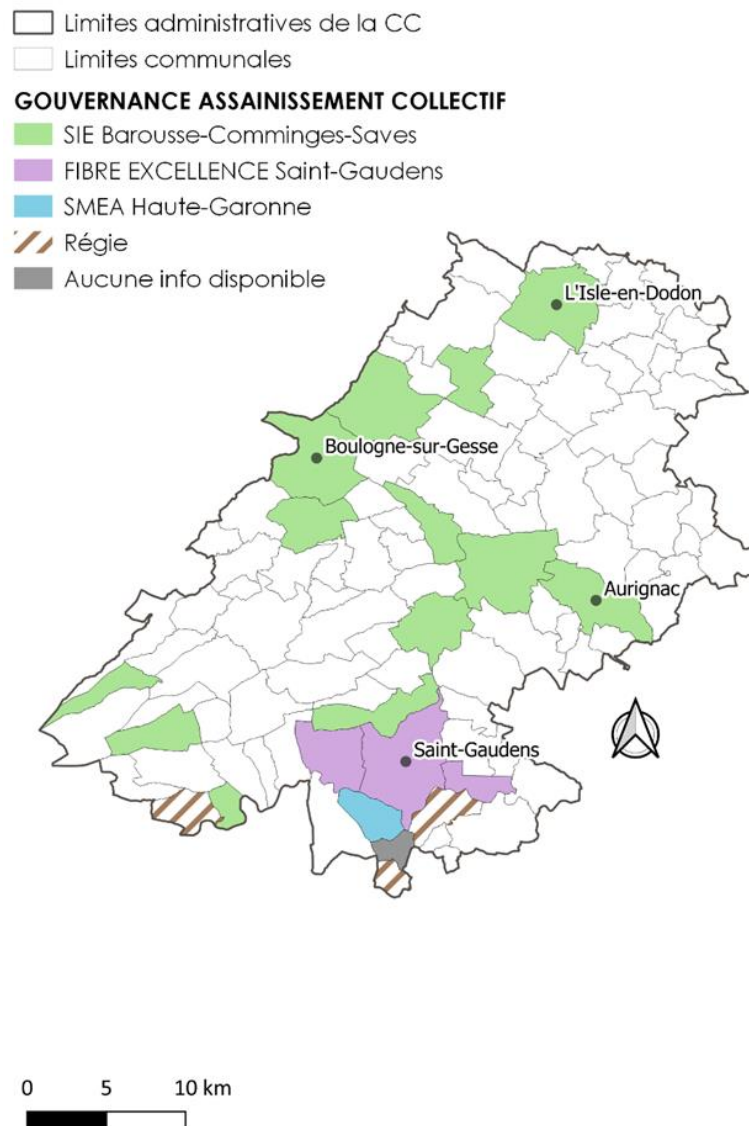 Limites administratives de la CC
Limites communales
GOUVERNANCE ASSAINISSEMENT COLLECTIF
SIE Barousse-Comminges-Saves
FIBRE EXCELLENCE Saint-Gaudens
SMEA Haute-Garonne
Régie
Aucune info disponible
L'Isle-en-Dodon
Boulogne-sur-Gesse
Aurignac
Saint-Gaudens
0 5 10 km